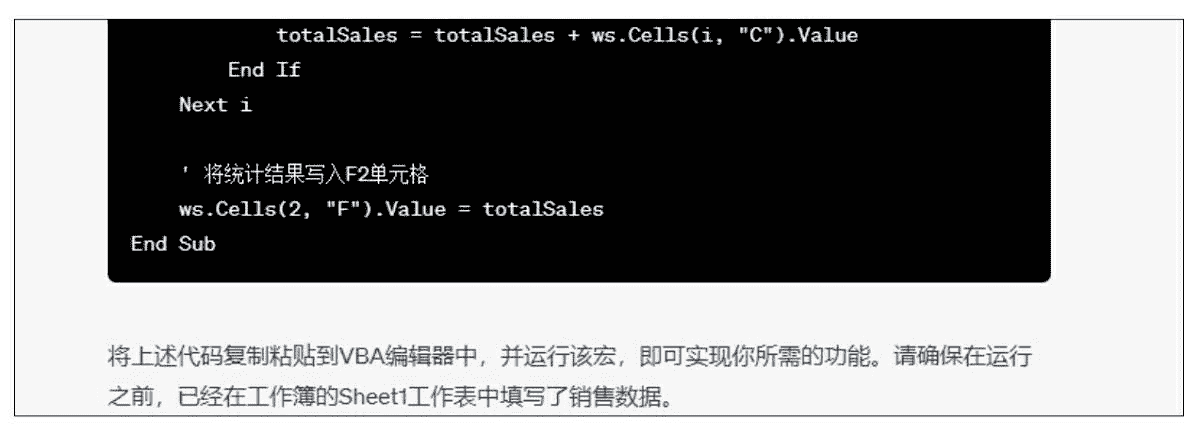 totalSales = totalSales + ws.Cells(i, "C").Value
End If
Next i
' 将统计结果写入F2单元格
ws.Cells(2, "F").Value = totalSales
End Sub
将上述代码复制粘贴到VBA编辑器中，并运行该宏，即可实现你所需的功能。请确保在运行
之前，已经在工作簿的Sheet1工作表中填写了销售数据。